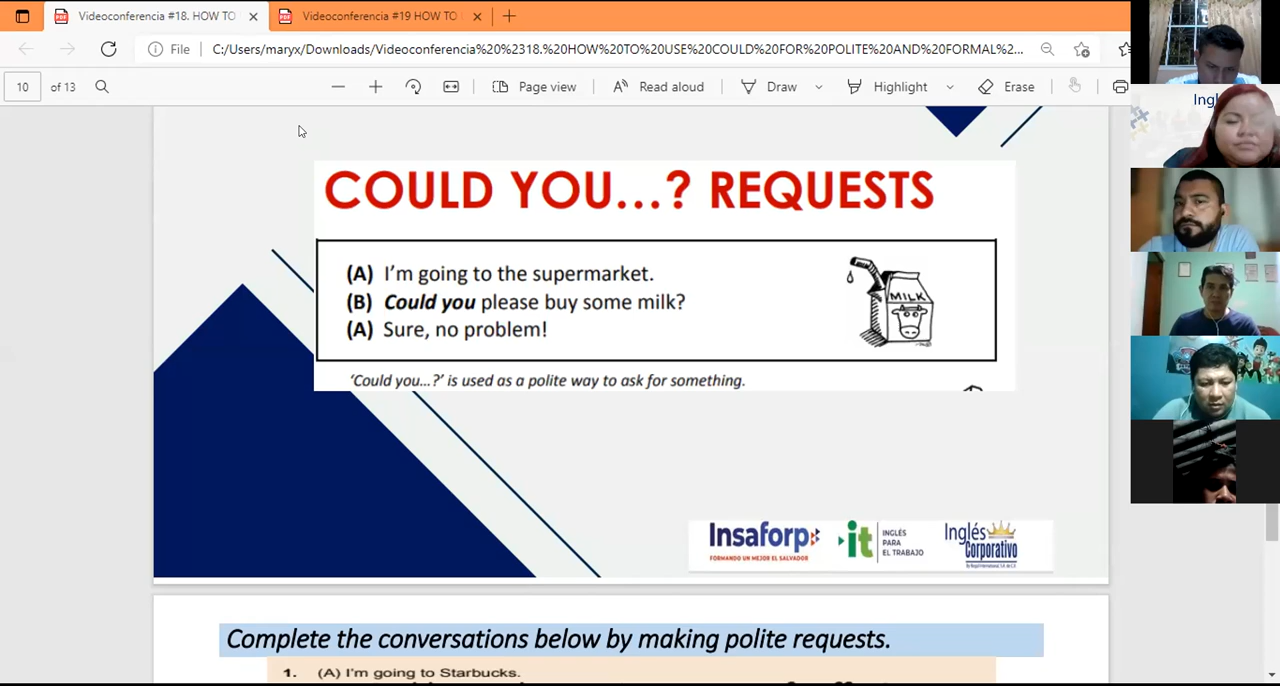 Videoconferencia #18. HOW TO
Videoconferencia #19 HOW TO
File
C:/Users/maryx/Downloads/Videoconferencia%20%2318.%20HOW%20TO%20USE%20COULD%20FOR%20POLITE%20AND%20FORMAL%2...
10 of 13
Page view
Read aloud
Draw
Highlight
Erase
Ingl
COULD YOU...? REQUESTS
(A) I'm going to the supermarket.
(B) Could you please buy some milk?
(A) Sure, no problem!
MILK
'Could you...?' is used as a polite way to ask for something.
Insaforp
FORMANDO UN MEJOR EL SALVADOR
it
INGLÉS
PARA
EL TRABAJO
Inglés
Corporativo
Complete the conversations below by making polite requests.
1. (A) I'm going to Starbucks.